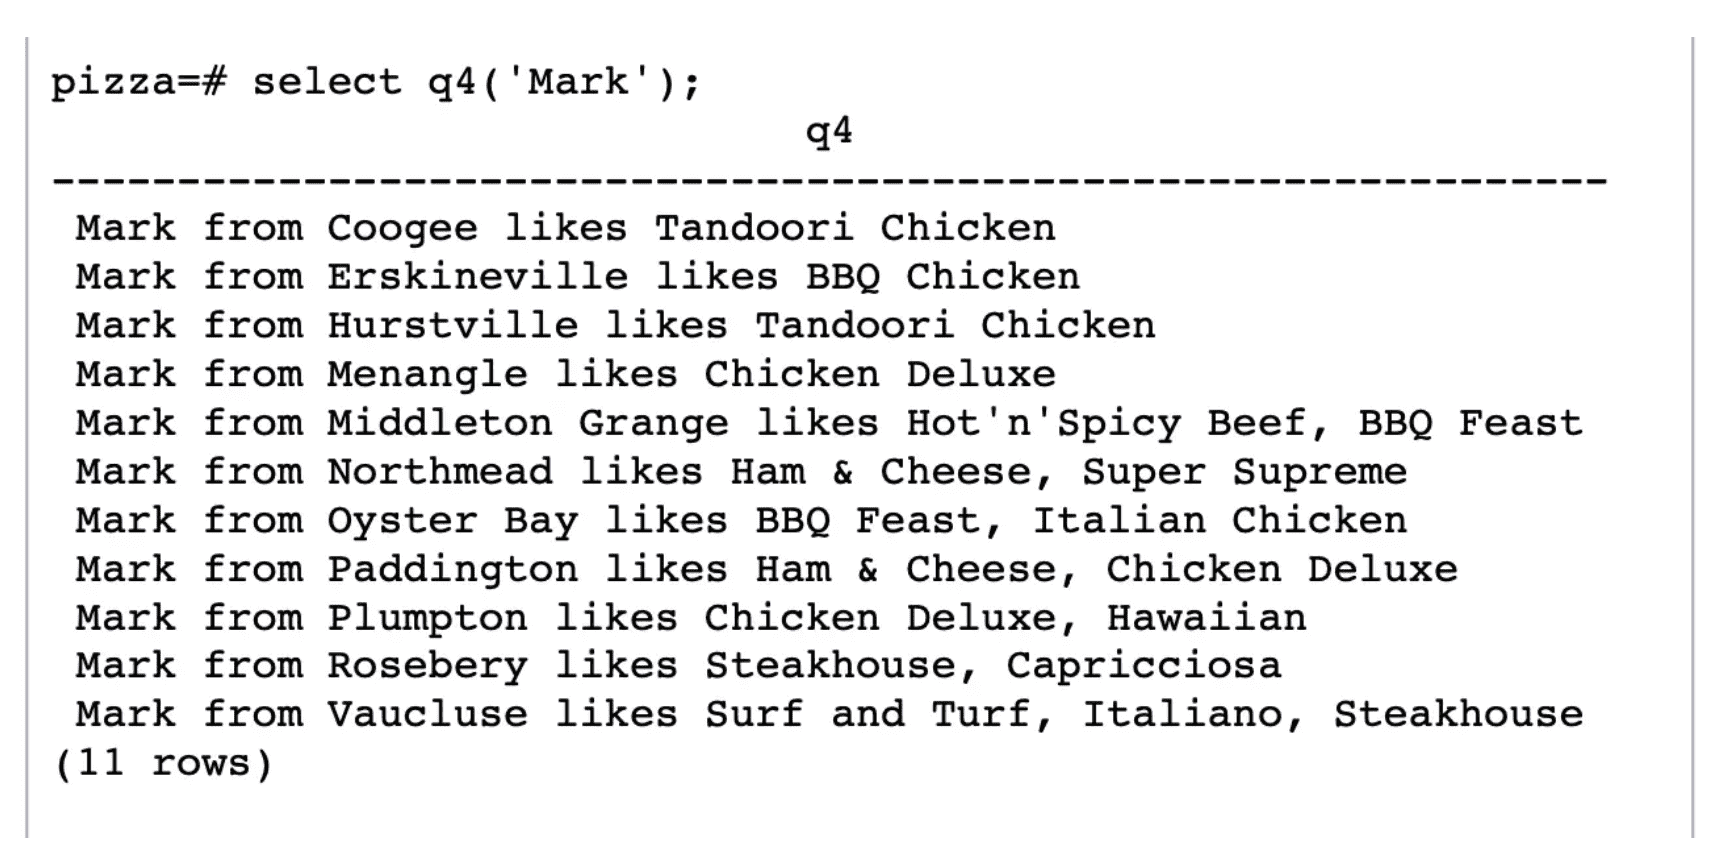 pizza=# select q4('Mark');
q4
--------------------------------------------------------------
Mark from Coogee likes Tandoori Chicken
Mark from Erskineville likes BBQ Chicken
Mark from Hurstville likes Tandoori Chicken
Mark from Menangle likes Chicken Deluxe
Mark from Middleton Grange likes Hot'n'Spicy Beef, BBQ Feast
Mark from Northmead likes Ham & Cheese, Super Supreme
Mark from Oyster Bay likes BBQ Feast, Italian Chicken
Mark from Paddington likes Ham & Cheese, Chicken Deluxe
Mark from Plumpton likes Chicken Deluxe, Hawaiian
Mark from Rosebery likes Steakhouse, Capricciosa
Mark from Vaucluse likes Surf and Turf, Italiano, Steakhouse
(11 rows)